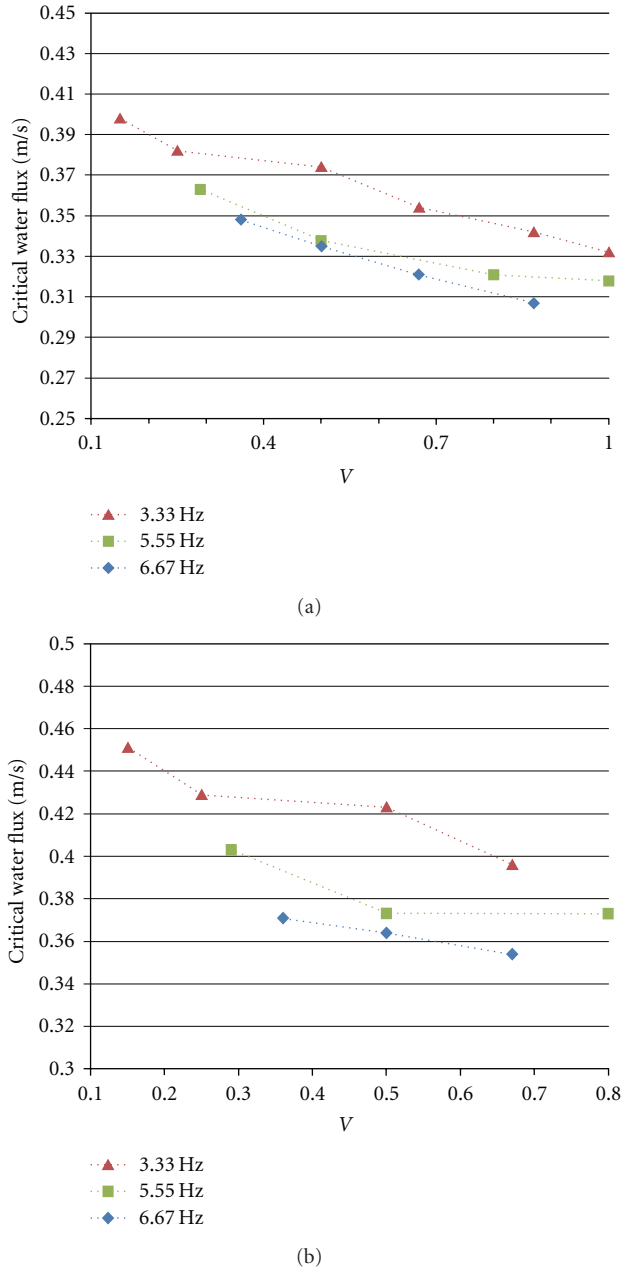 0.45
0.43
0.41
0.39
0.37
0.35
0.33
0.31
0.29
0.27
0.25
Critical water flux (m/s)
0.1 0.4 0.7 1
V
3.33 Hz
5.55 Hz
6.67 Hz
(a)
0.5
0.48
0.46
0.44
0.42
0.4
0.38
0.36
0.34
0.32
0.3
Critical water flux (m/s)
0.1 0.2 0.3 0.4 0.5 0.6 0.7 0.8
V
3.33 Hz
5.55 Hz
6.67 Hz
(b)